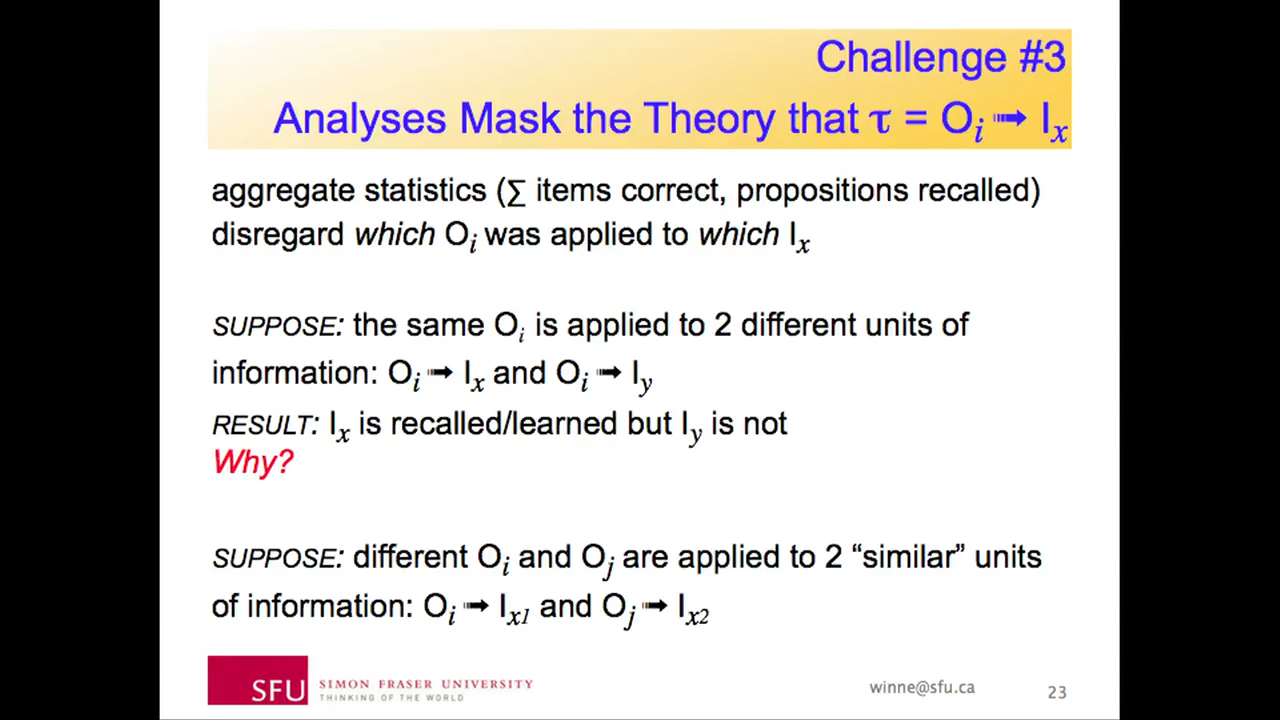 Challenge #3
Analyses Mask the Theory that τ = Oi ➟ Ix
aggregate statistics (∑ items correct, propositions recalled)
disregard which Oi was applied to which Ix
SUPPOSE: the same Oi is applied to 2 different units of
information: Oi ➟ Ix and Oi ➟ Iy
RESULT: Ix is recalled/learned but Iy is not
Why?
SUPPOSE: different Oi and Oj are applied to 2 “similar” units
of information: Oi ➟ Ix1 and Oj ➟ Ix2
SFU SIMON FRASER UNIVERSITY
THINKING OF THE WORLD
winne@sfu.ca
23